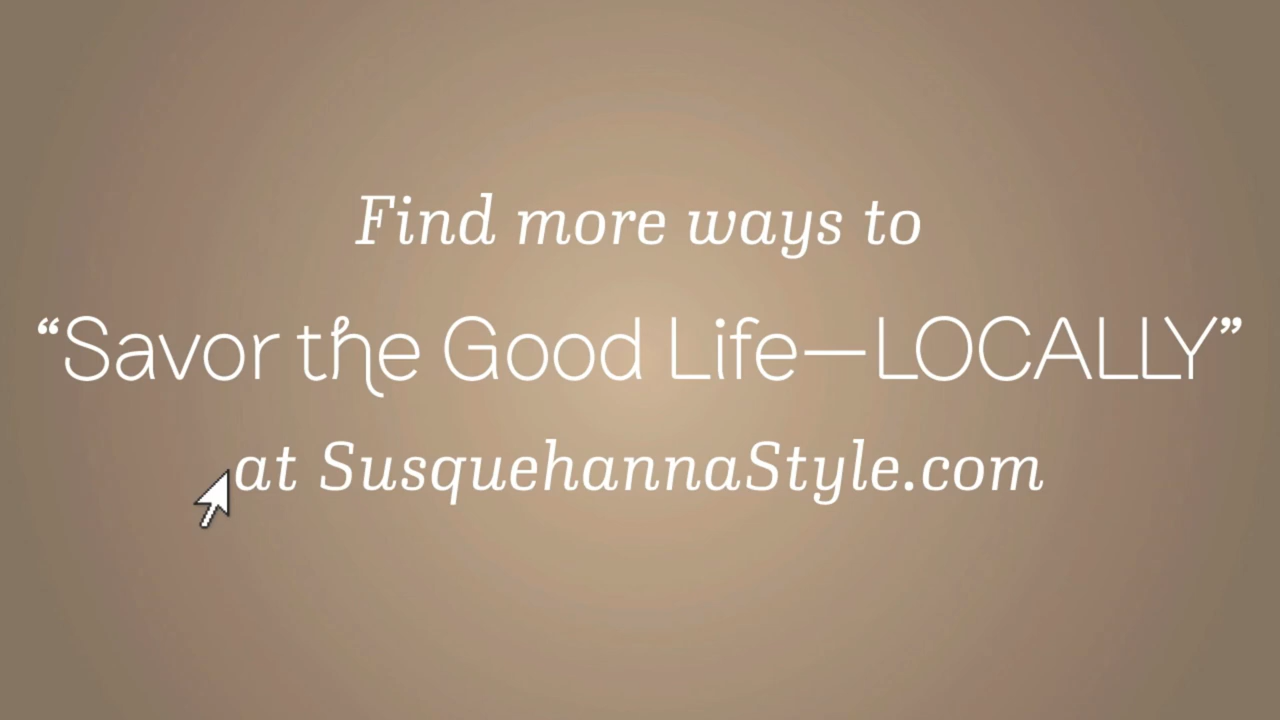 Find more ways to
“Savor the Good Life—LOCALLY”
at SusquehannaStyle.com